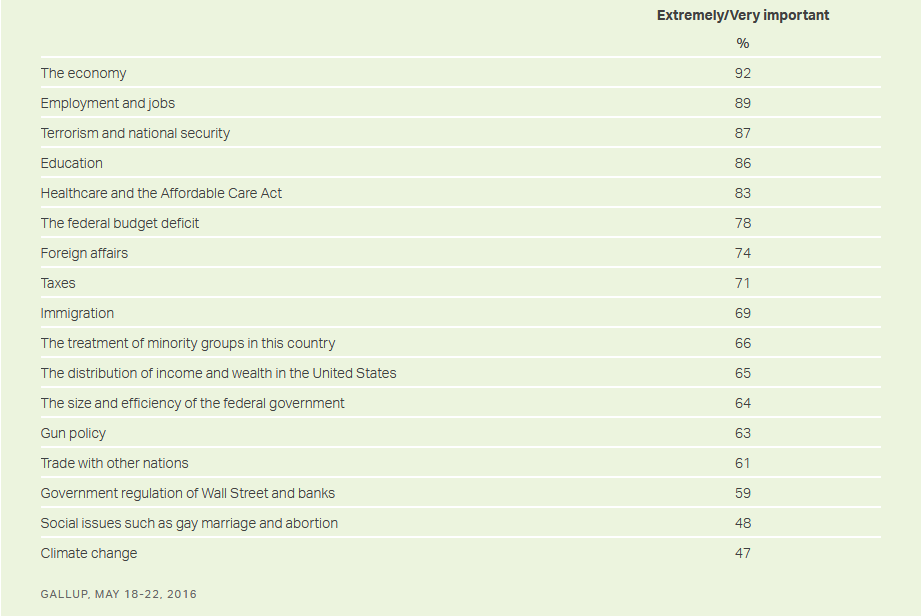 Extremely/Very important
%
The economy 92
Employment and jobs 89
Terrorism and national security 87
Education 86
Healthcare and the Affordable Care Act 83
The federal budget deficit 78
Foreign affairs 74
Taxes 71
Immigration 69
The treatment of minority groups in this country 66
The distribution of income and wealth in the United States 65
The size and efficiency of the federal government 64
Gun policy 63
Trade with other nations 61
Government regulation of Wall Street and banks 59
Social issues such as gay marriage and abortion 48
Climate change 47
GALLUP, MAY 18-22, 2016